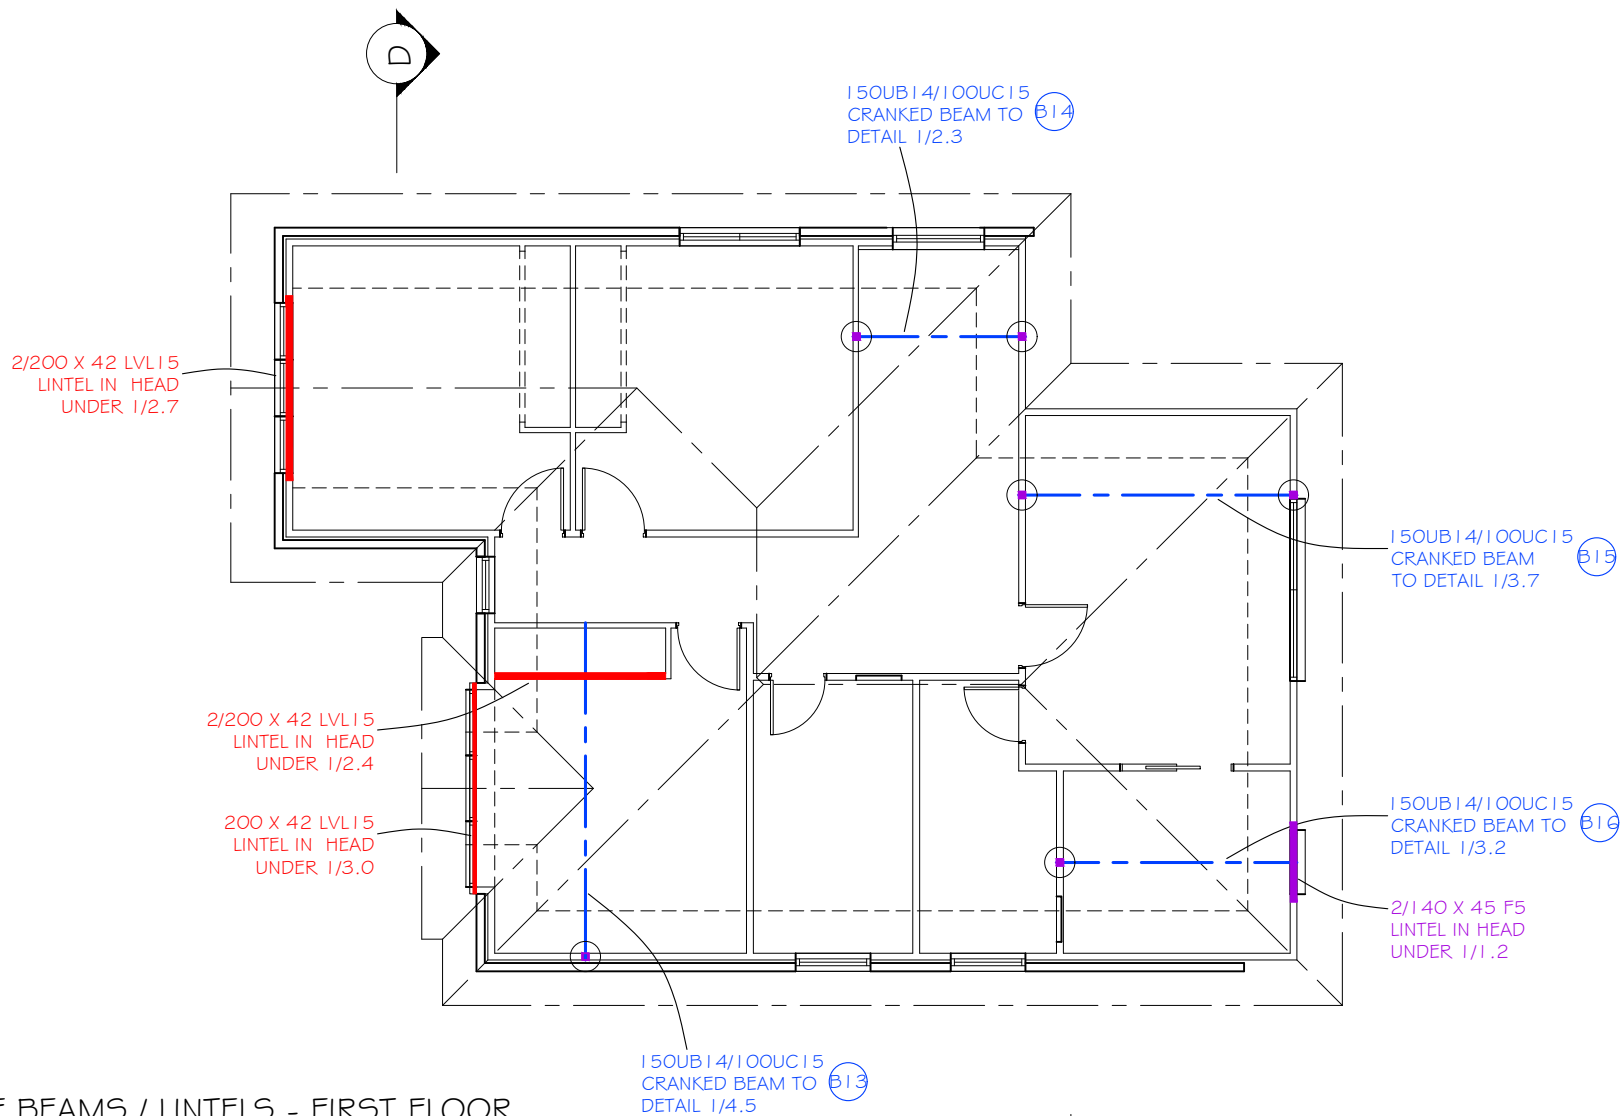 D
150UB14/100UC15
CRANKED BEAM TO
DETAIL 1/2.3
B14
2/200 X 42 LVL15
LINTEL IN HEAD
UNDER 1/2.7
150UB14/100UC15
CRANKED BEAM
TO DETAIL 1/3.7
B15
2/200 X 42 LVL15
LINTEL IN HEAD
UNDER 1/2.4
200 X 42 LVL15
LINTEL IN HEAD
UNDER 1/3.0
150UB14/100UC15
CRANKED BEAM TO
DETAIL 1/3.2
B16
2/140 X 45 F5
LINTEL IN HEAD
UNDER 1/1.2
150UB14/100UC15
CRANKED BEAM TO
DETAIL 1/4.5
B13
BEAMS / LINTELS - FIRST FLOOR